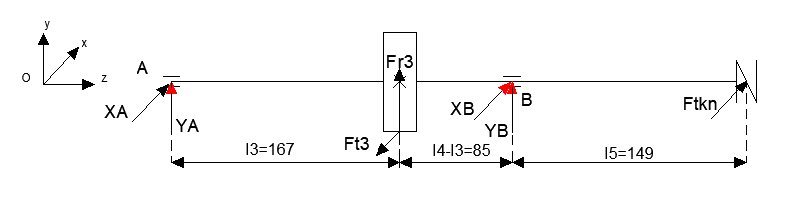 y
x
O
z
A
Fr3
XA
YA
XB
B
YB
Ftkn
Ft3
l3=167
l4-l3=85
l5=149